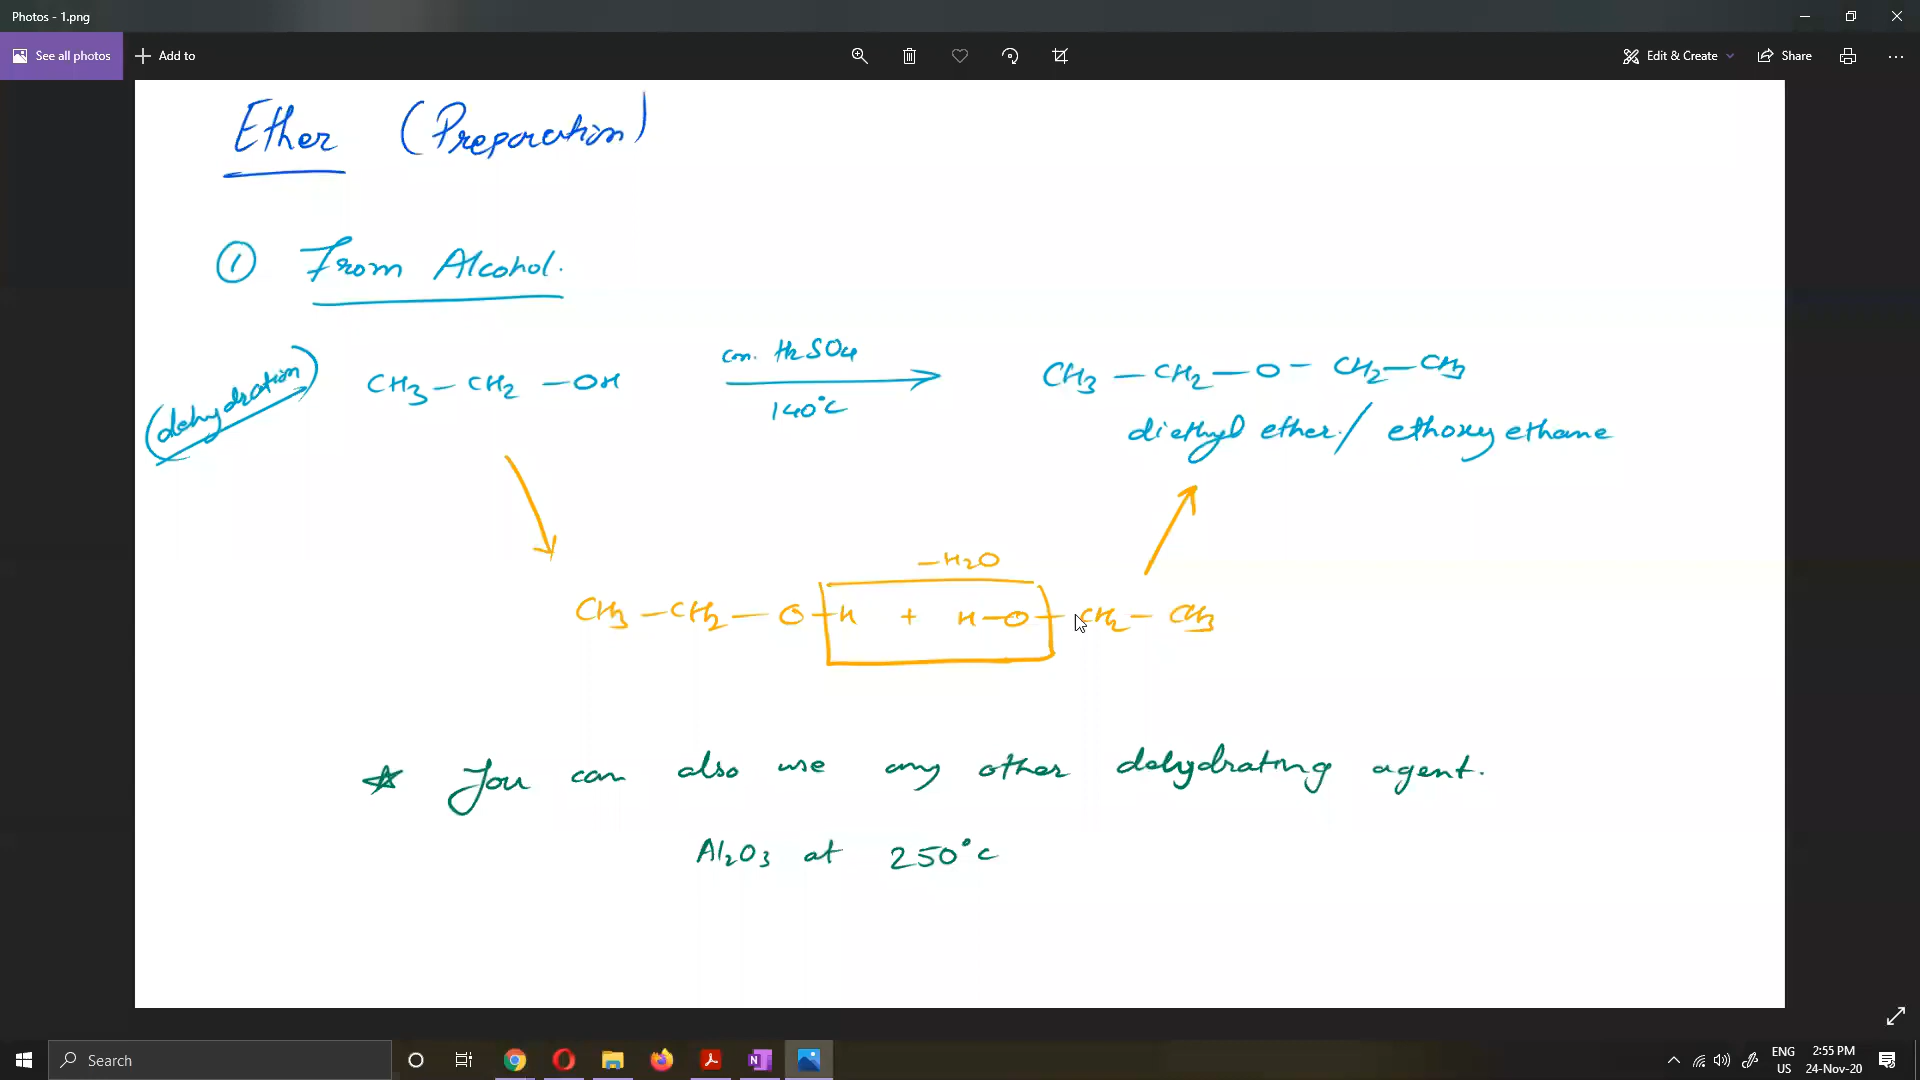 Photos - 1.png
See all photos
Add to
Edit & Create
Share
Ether (Preparation)
① From Alcohol.
(dehydration)
CH3 — CH2 — OH
con. H2SO4
140°C
CH3 — CH2 — O — CH2 — CH3
diethyl ether / ethoxy ethane
— H2O
CH3 — CH2 — O — H + H — O — CH2 — CH3
☆ You can also use any other dehydrating agent.
Al2O3 at 250°C
Search
ENG
US
2:55 PM
24-Nov-20